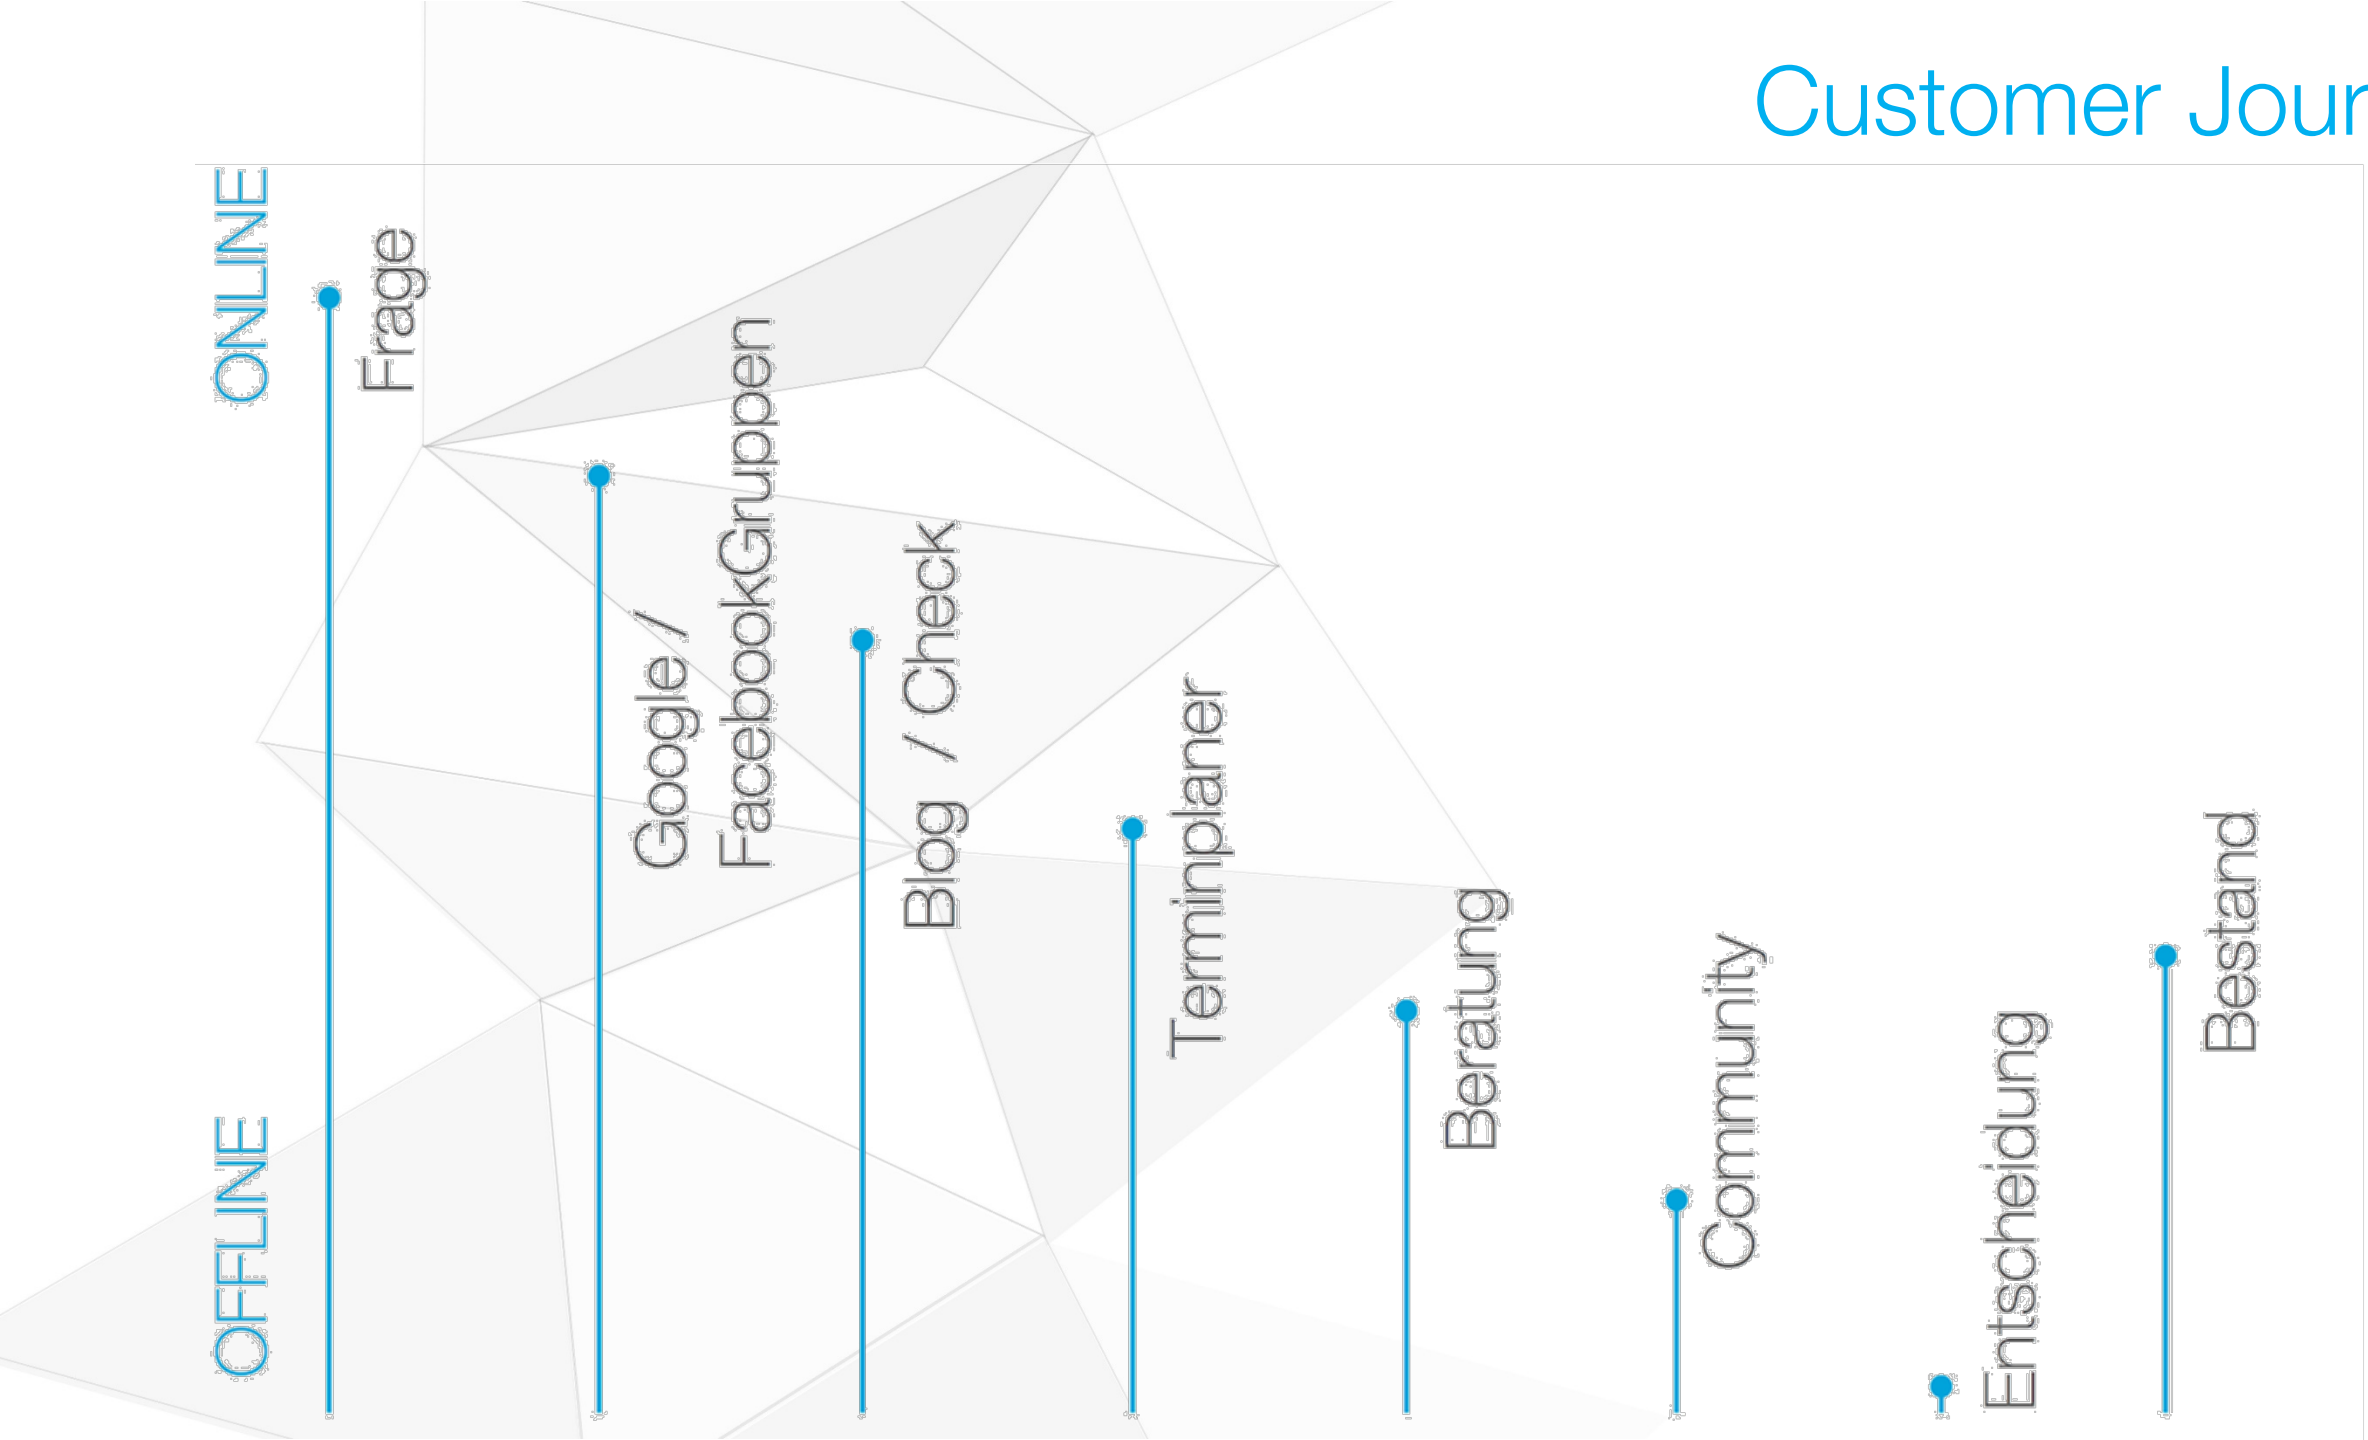 Customer Jour
ONLINE
OFFLINE
Frage
Google /
FacebookGruppen
Blog / Check
Terminplaner
Beratung
Community
Entscheidung
Bestand